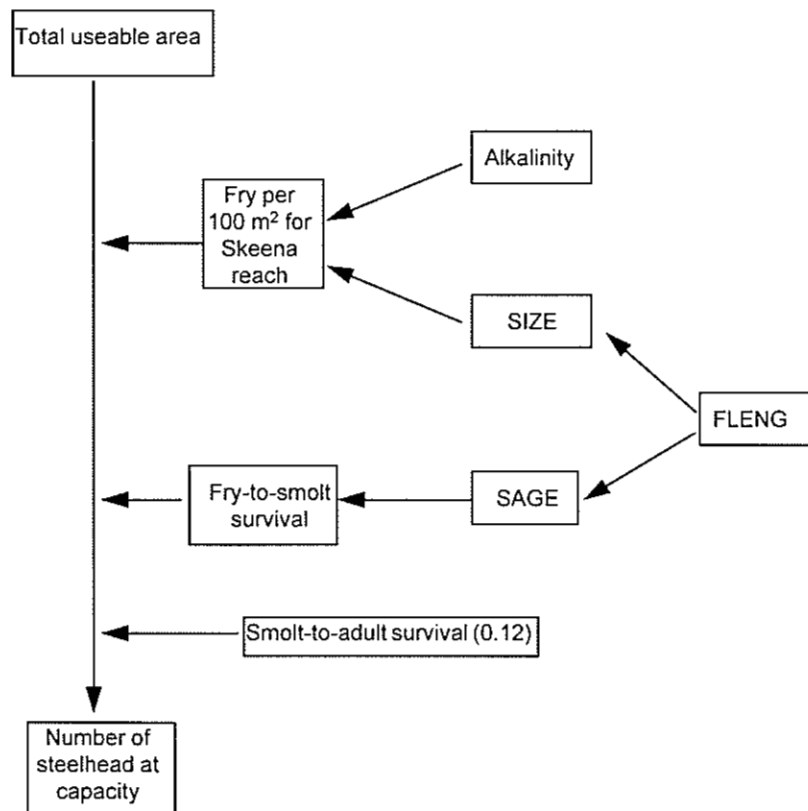 Total useable area
Alkalinity
Fry per
100 m² for
Skeena
reach
SIZE
FLENG
Fry-to-smolt
survival
SAGE
Smolt-to-adult survival (0.12)
Number of
steelhead at
capacity